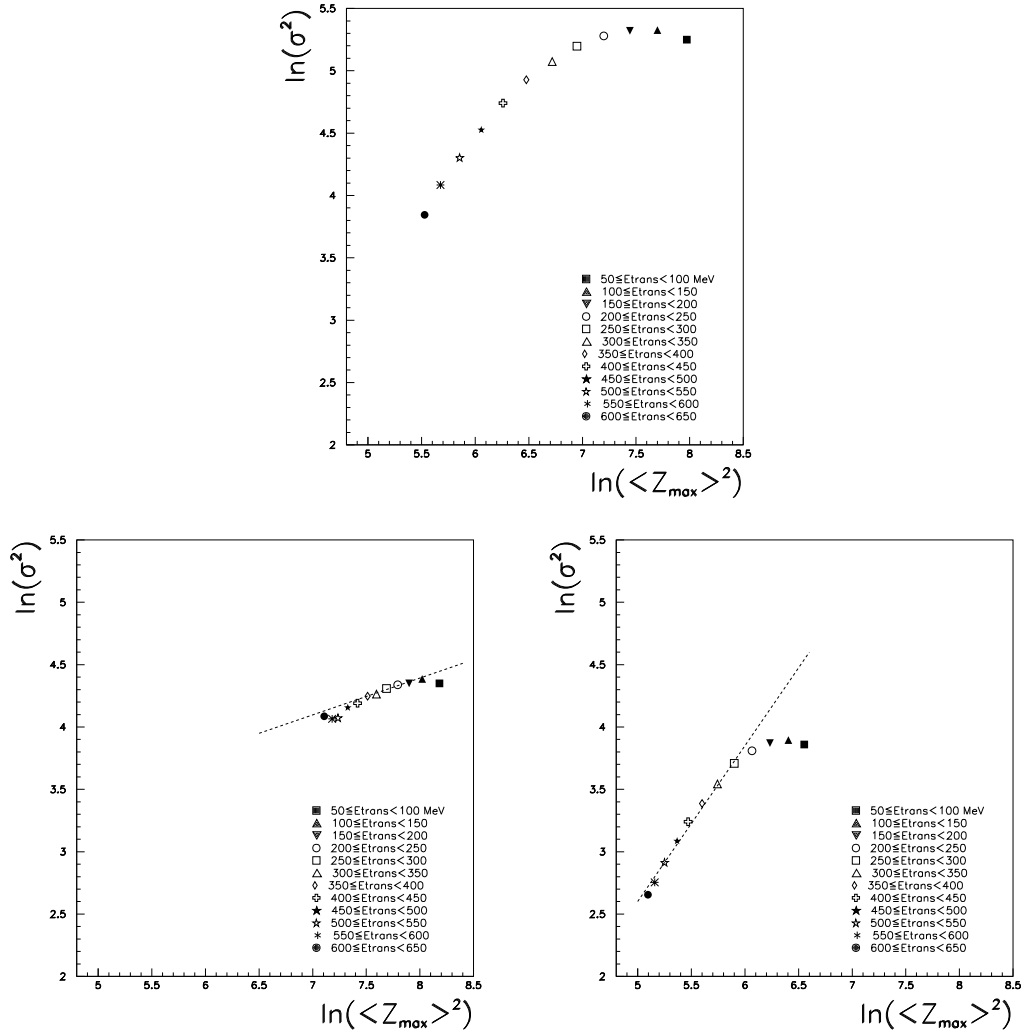 ln(σ²)
5.5
5
4.5
4
3.5
3
2.5
2
50≦Etrans<100 MeV
100≦Etrans<150
150≦Etrans<200
200≦Etrans<250
250≦Etrans<300
300≦Etrans<350
350≦Etrans<400
400≦Etrans<450
450≦Etrans<500
500≦Etrans<550
550≦Etrans<600
600≦Etrans<650
5 5.5 6 6.5 7 7.5 8 8.5
ln(<Zmax>²)
ln(σ²)
5.5
5
4.5
4
3.5
3
2.5
2
50≦Etrans<100 MeV
100≦Etrans<150
150≦Etrans<200
200≦Etrans<250
250≦Etrans<300
300≦Etrans<350
350≦Etrans<400
400≦Etrans<450
450≦Etrans<500
500≦Etrans<550
550≦Etrans<600
600≦Etrans<650
5 5.5 6 6.5 7 7.5 8 8.5
ln(<Zmax>²)
ln(σ²)
5.5
5
4.5
4
3.5
3
2.5
2
50≦Etrans<100 MeV
100≦Etrans<150
150≦Etrans<200
200≦Etrans<250
250≦Etrans<300
300≦Etrans<350
350≦Etrans<400
400≦Etrans<450
450≦Etrans<500
500≦Etrans<550
550≦Etrans<600
600≦Etrans<650
5 5.5 6 6.5 7 7.5 8 8.5
ln(<Zmax>²)